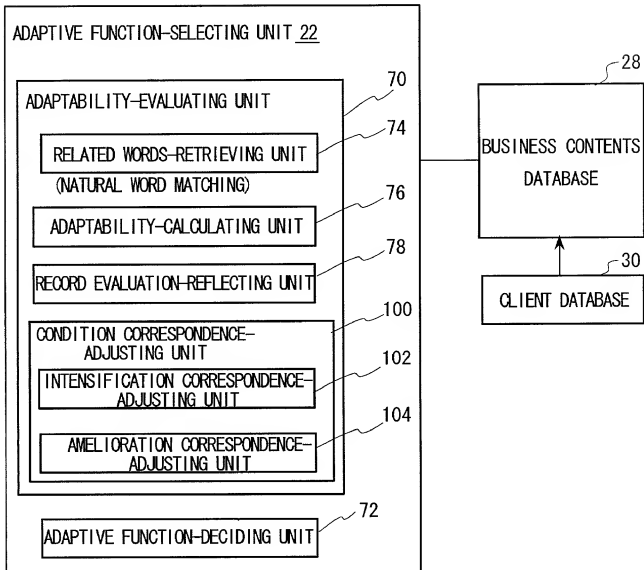 ADAPTIVE FUNCTION-SELECTING UNIT 22
70
ADAPTABILITY-EVALUATING UNIT
74
RELATED WORDS-RETRIEVING UNIT
(NATURAL WORD MATCHING)
76
ADAPTABILITY-CALCULATING UNIT
78
RECORD EVALUATION-REFLECTING UNIT
100
CONDITION CORRESPONDENCE-
ADJUSTING UNIT
102
INTENSIFICATION CORRESPONDENCE-
ADJUSTING UNIT
104
AMELIORATION CORRESPONDENCE-
ADJUSTING UNIT
72
ADAPTIVE FUNCTION-DECIDING UNIT
28
BUSINESS CONTENTS
DATABASE
30
CLIENT DATABASE